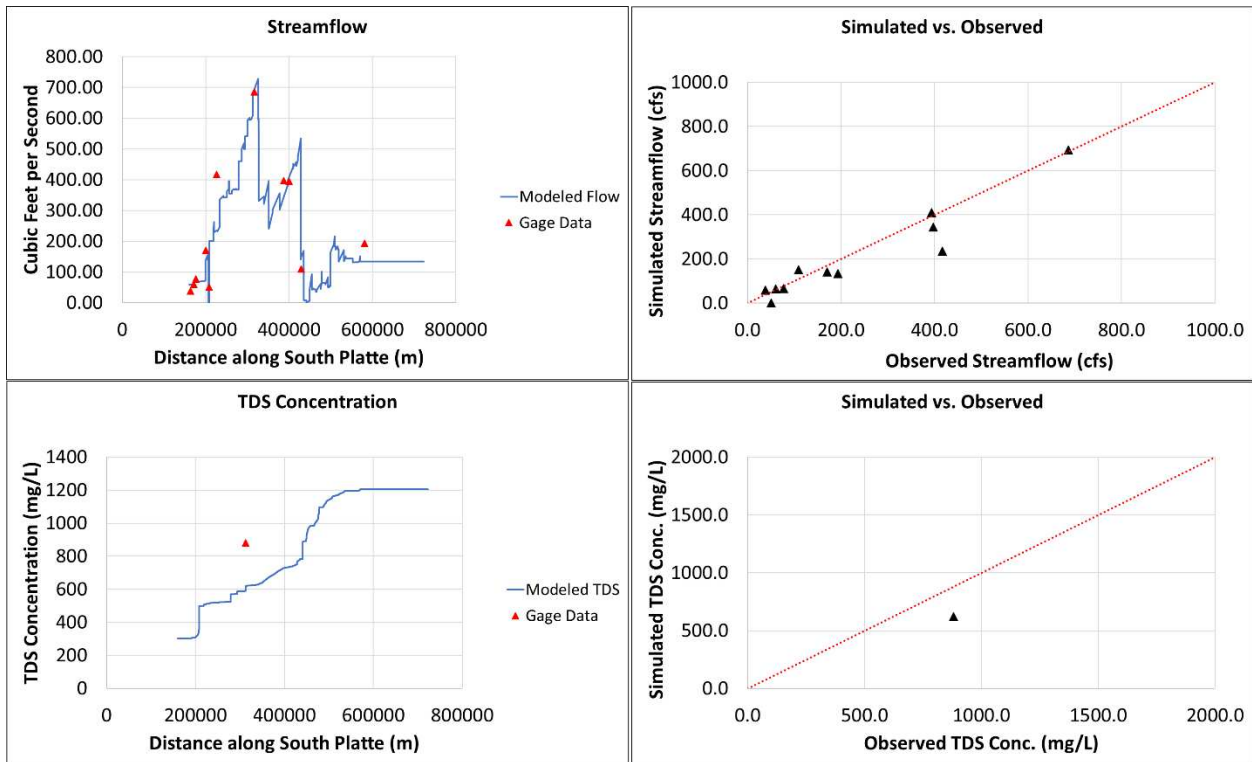 Streamflow
Cubic Feet per Second
800.00
700.00
600.00
500.00
400.00
300.00
200.00
100.00
0.00
0 200000 400000 600000 800000
Distance along South Platte (m)
Modeled Flow
Gage Data
Simulated vs. Observed
Simulated Streamflow (cfs)
1000.0
800.0
600.0
400.0
200.0
0.0
0.0 200.0 400.0 600.0 800.0 1000.0
Observed Streamflow (cfs)
TDS Concentration
TDS Concentration (mg/L)
1400
1200
1000
800
600
400
200
0
0 200000 400000 600000 800000
Distance along South Platte (m)
Modeled TDS
Gage Data
Simulated vs. Observed
Simulated TDS Conc. (mg/L)
2000.0
1500.0
1000.0
500.0
0.0
0.0 500.0 1000.0 1500.0 2000.0
Observed TDS Conc. (mg/L)